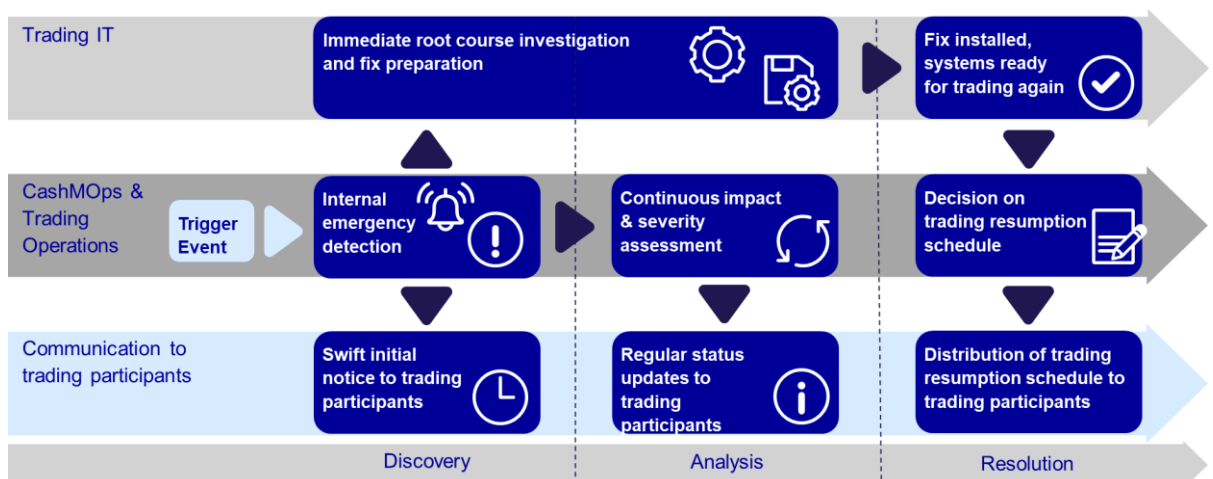 Trading IT
Immediate root course investigation
and fix preparation
Fix installed,
systems ready
for trading again
CashMOps &
Trading
Operations
Trigger
Event
Internal
emergency
detection
Continuous impact
& severity
assessment
Decision on
trading resumption
schedule
Communication to
trading participants
Swift initial
notice to trading
participants
Regular status
updates to
trading
participants
Distribution of trading
resumption schedule to
trading participants
Discovery
Analysis
Resolution